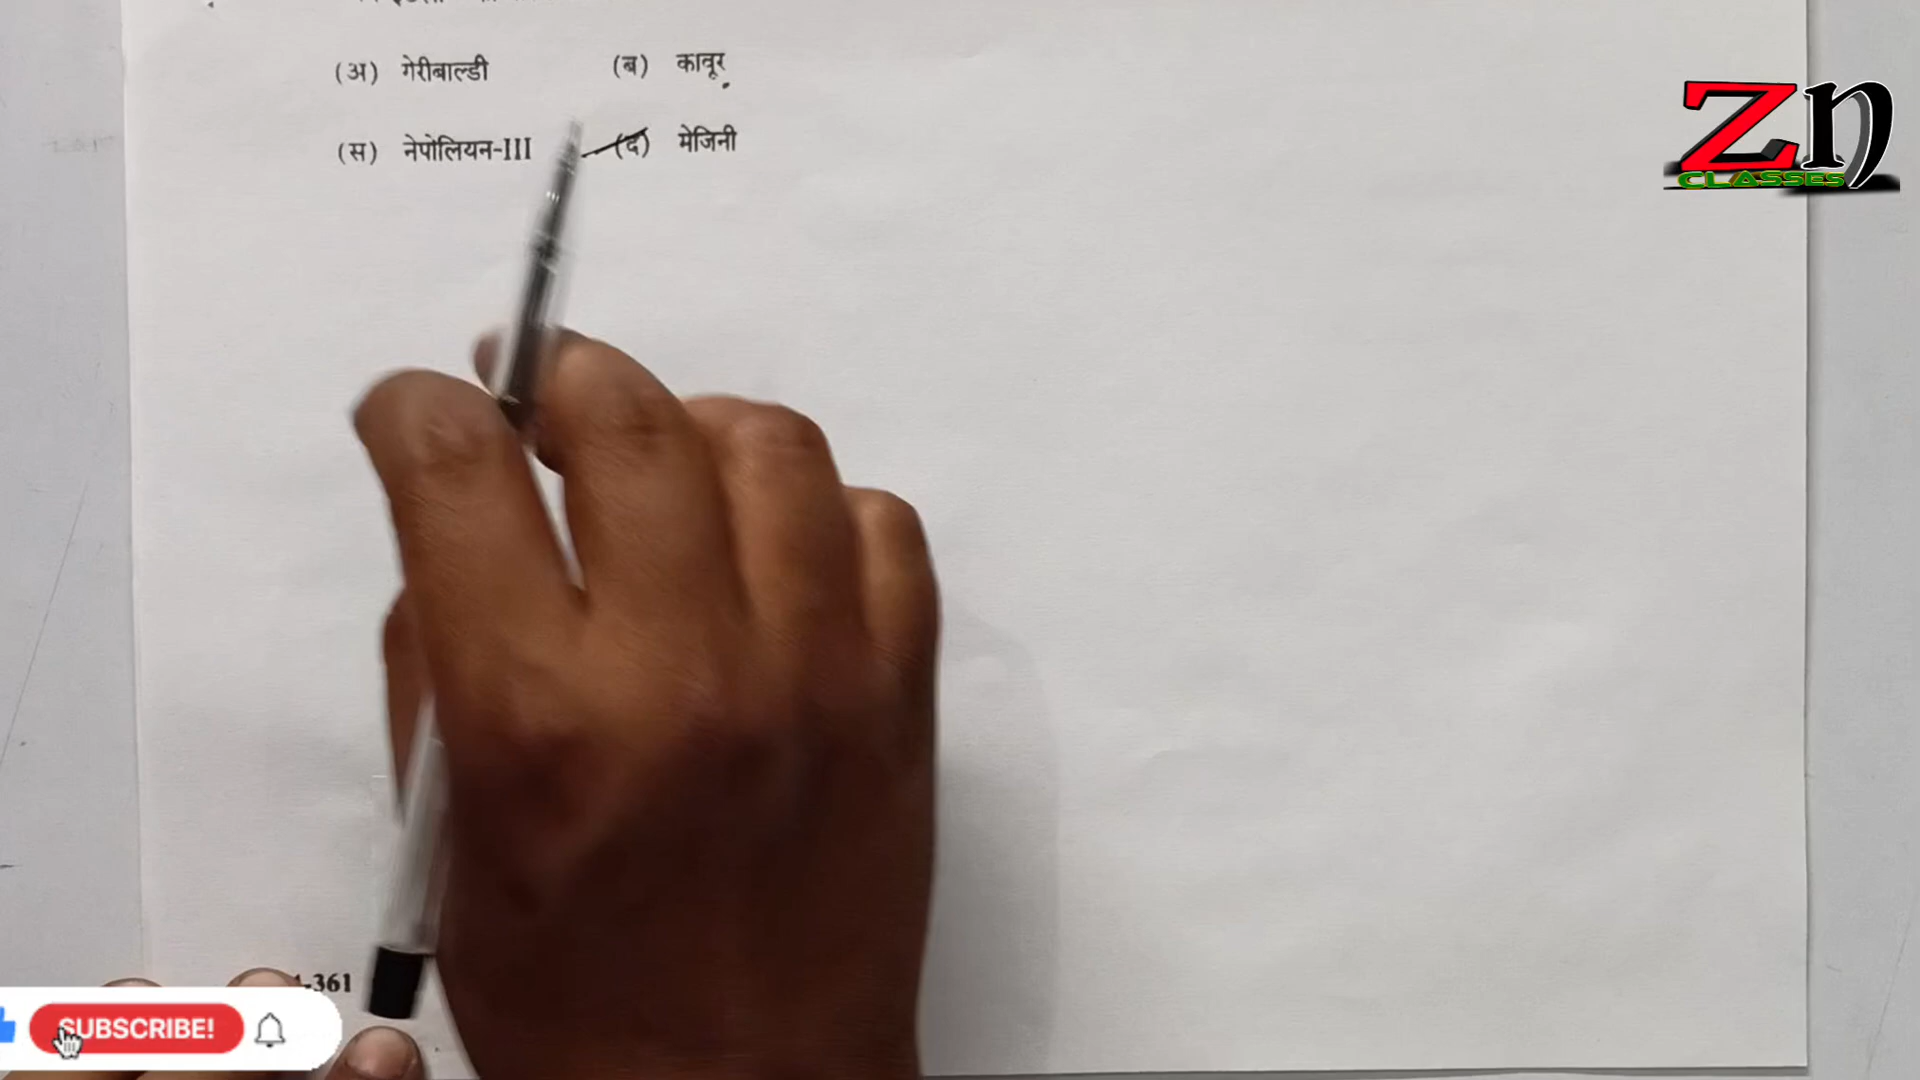 (अ) गेरीबाल्डी (ब) कावूर
(स) नेपोलियन-III (द) मेजिनी
Zn
CLASSES
-361
SUBSCRIBE!